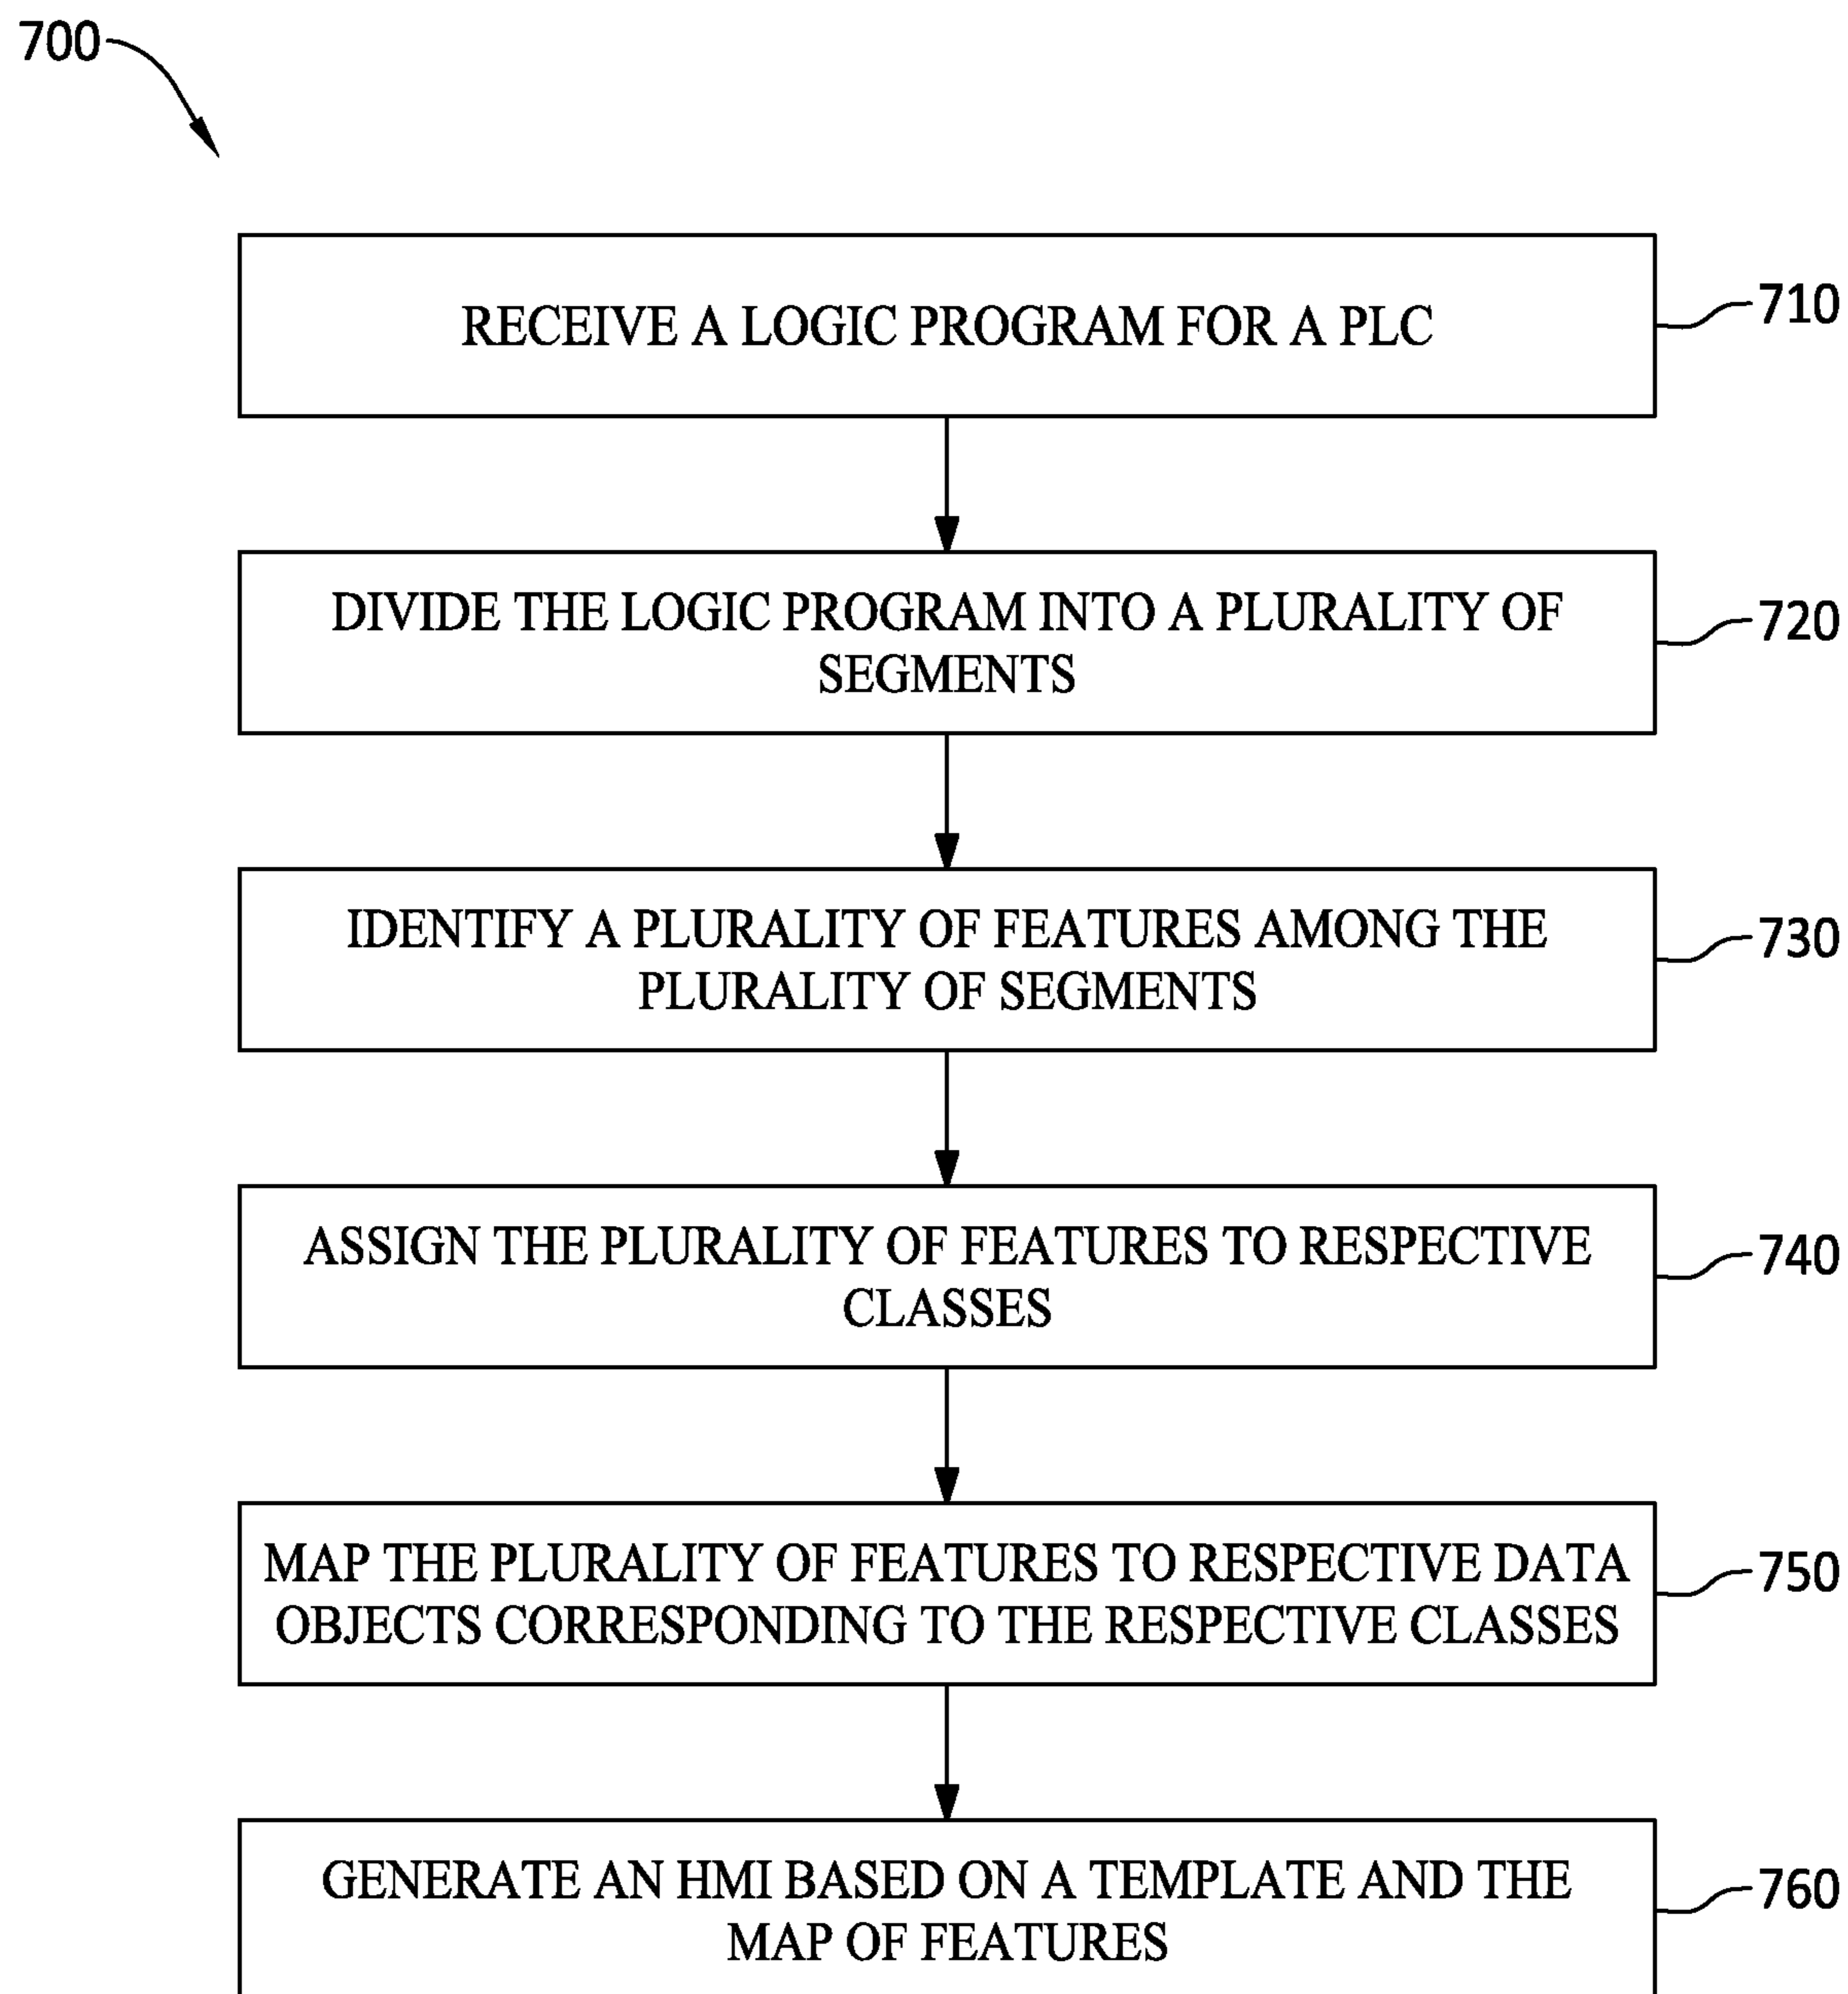 700
RECEIVE A LOGIC PROGRAM FOR A PLC
710
DIVIDE THE LOGIC PROGRAM INTO A PLURALITY OF
SEGMENTS
720
IDENTIFY A PLURALITY OF FEATURES AMONG THE
PLURALITY OF SEGMENTS
730
ASSIGN THE PLURALITY OF FEATURES TO RESPECTIVE
CLASSES
740
MAP THE PLURALITY OF FEATURES TO RESPECTIVE DATA
OBJECTS CORRESPONDING TO THE RESPECTIVE CLASSES
750
GENERATE AN HMI BASED ON A TEMPLATE AND THE
MAP OF FEATURES
760